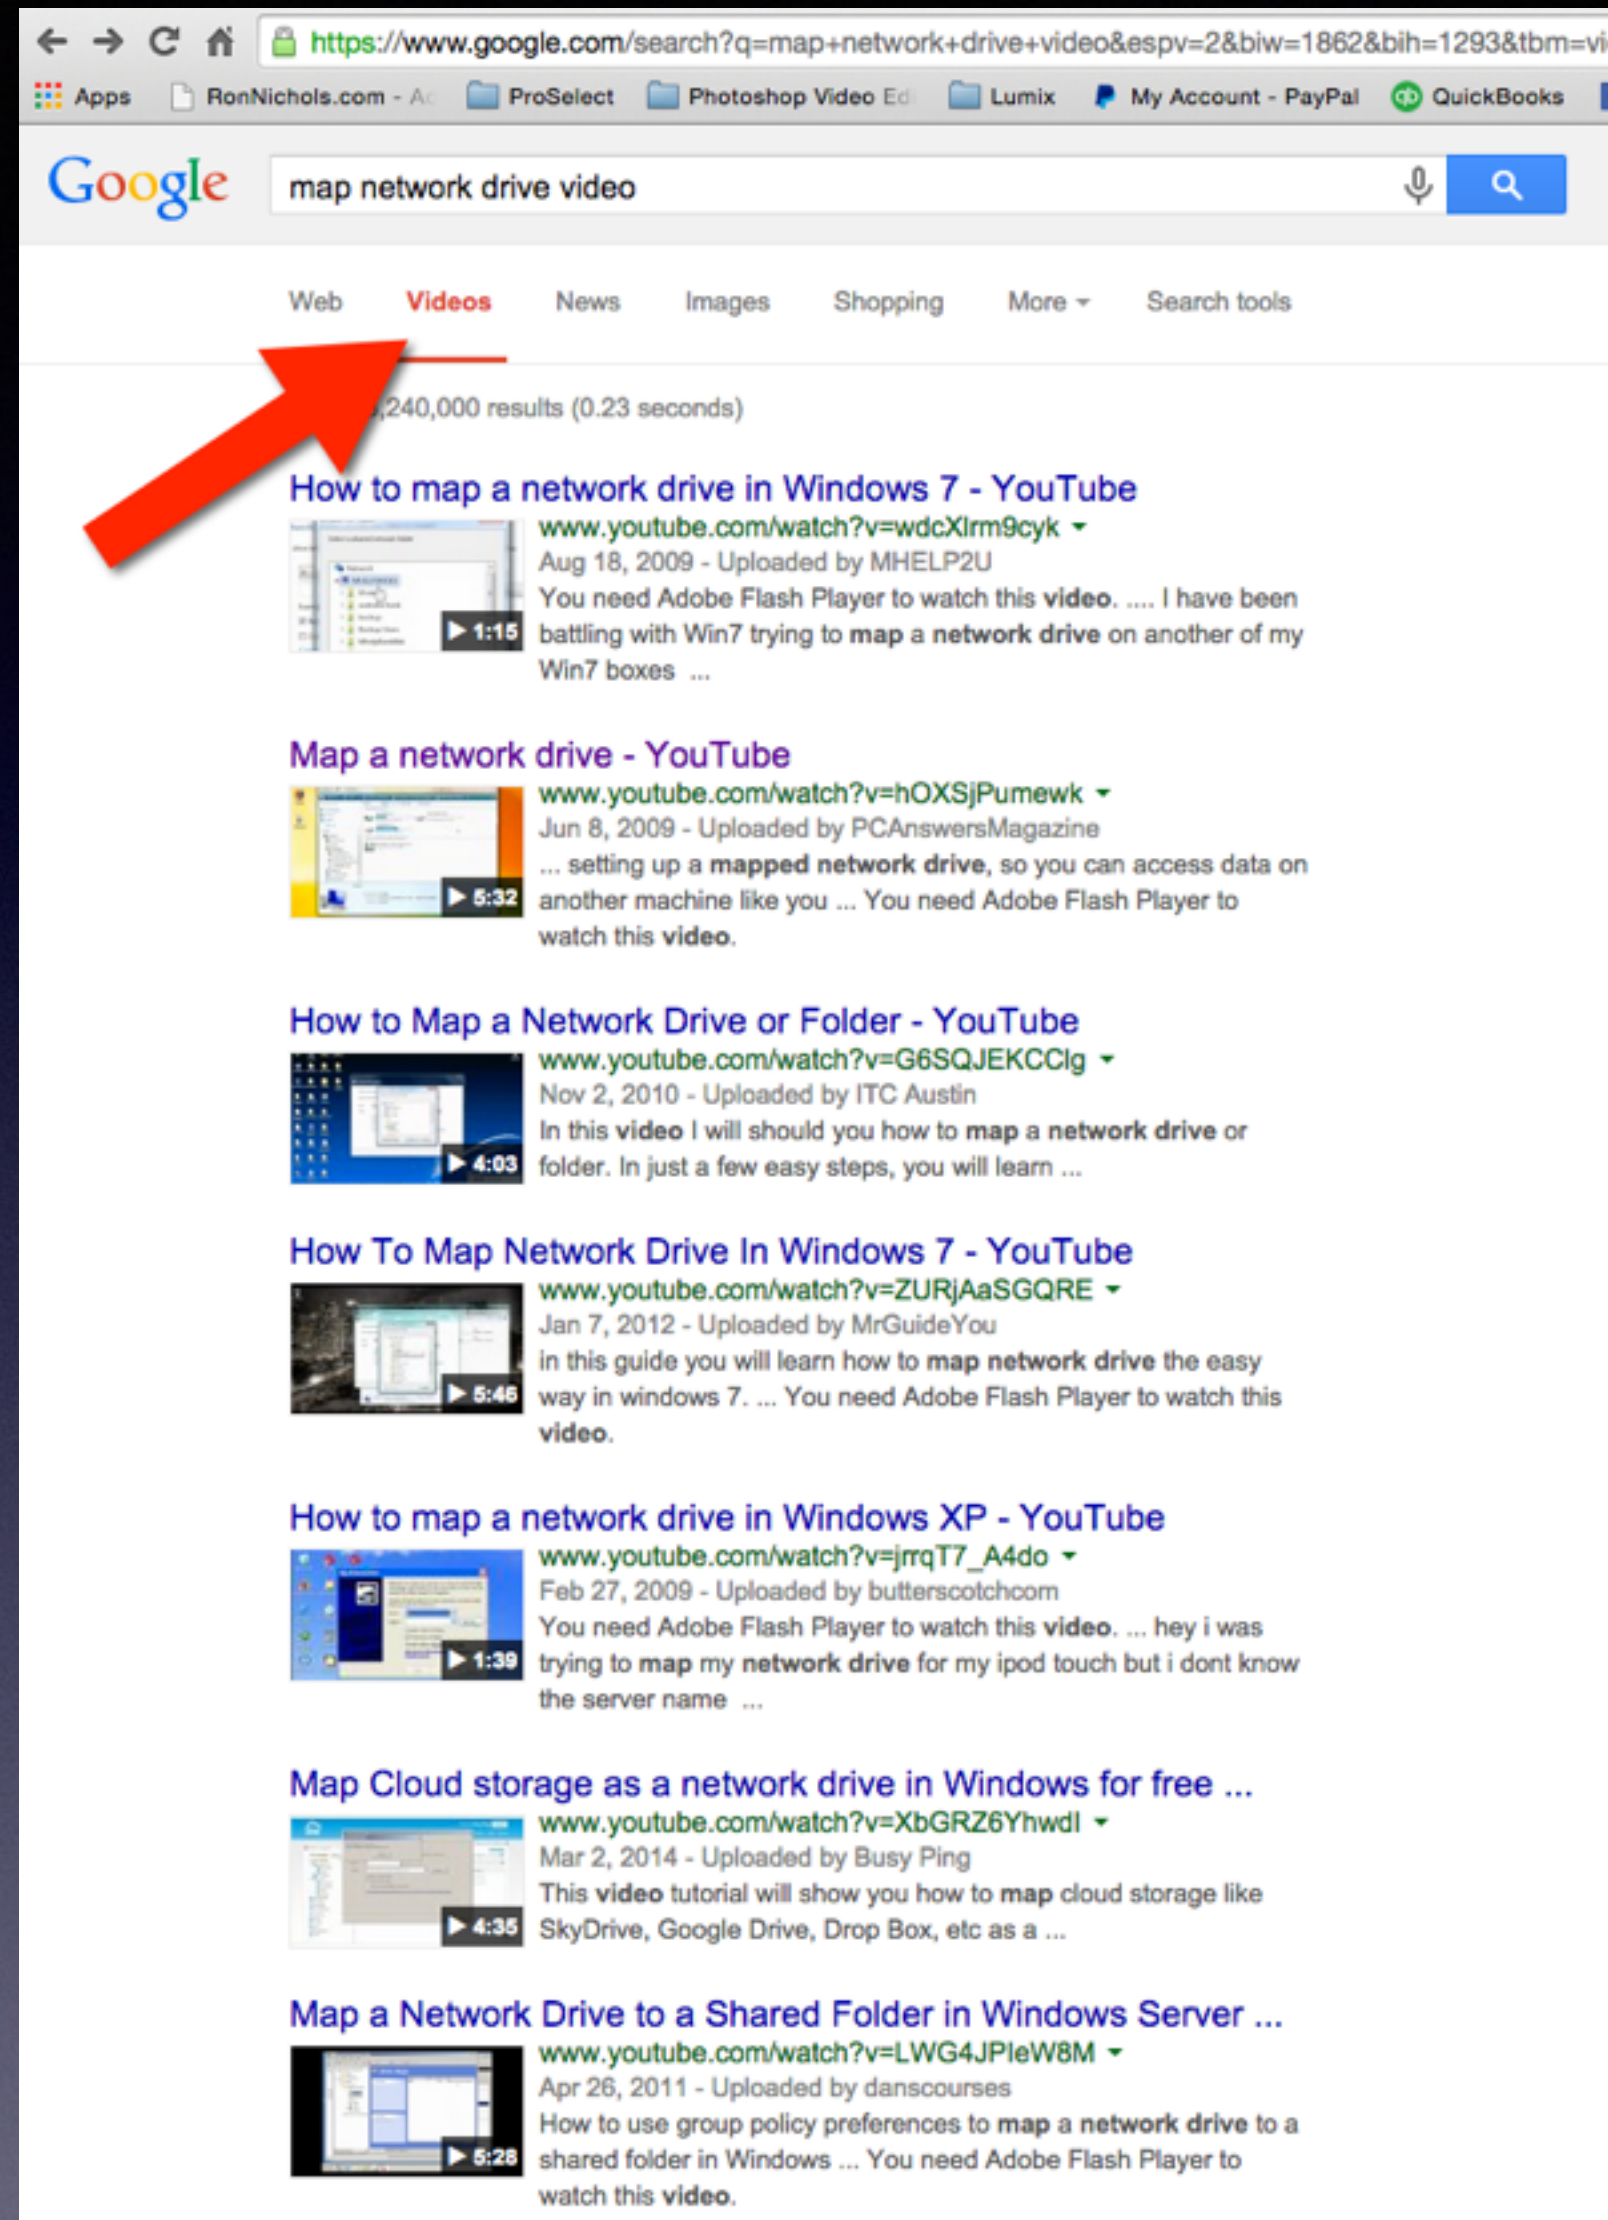 https://www.google.com/search?q=map+network+drive+video&espv=2&biw=1862&bih=1293&tbm=vi
Apps RonNichols.com - Ac ProSelect Photoshop Video Edi Lumix My Account - PayPal QuickBooks
Google map network drive video
Web Videos News Images Shopping More Search tools
,240,000 results (0.23 seconds)
How to map a network drive in Windows 7 - YouTube
www.youtube.com/watch?v=wdcXlrm9cyk
Aug 18, 2009 - Uploaded by MHELP2U
You need Adobe Flash Player to watch this video. .... I have been
1:15 battling with Win7 trying to map a network drive on another of my
Win7 boxes ...
Map a network drive - YouTube
www.youtube.com/watch?v=hOXSjPumewk
Jun 8, 2009 - Uploaded by PCAnswersMagazine
... setting up a mapped network drive, so you can access data on
5:32 another machine like you ... You need Adobe Flash Player to
watch this video.
How to Map a Network Drive or Folder - YouTube
www.youtube.com/watch?v=G6SQJEKCClg
Nov 2, 2010 - Uploaded by ITC Austin
In this video I will should you how to map a network drive or
4:03 folder. In just a few easy steps, you will learn ...
How To Map Network Drive In Windows 7 - YouTube
www.youtube.com/watch?v=ZURjAaSGQRE
Jan 7, 2012 - Uploaded by MrGuideYou
in this guide you will learn how to map network drive the easy
5:46 way in windows 7. ... You need Adobe Flash Player to watch this
video.
How to map a network drive in Windows XP - YouTube
www.youtube.com/watch?v=jrrqT7_A4do
Feb 27, 2009 - Uploaded by butterscotchcom
You need Adobe Flash Player to watch this video. ... hey i was
1:39 trying to map my network drive for my ipod touch but i dont know
the server name ...
Map Cloud storage as a network drive in Windows for free ...
www.youtube.com/watch?v=XbGRZ6YhwdI
Mar 2, 2014 - Uploaded by Busy Ping
This video tutorial will show you how to map cloud storage like
4:35 SkyDrive, Google Drive, Drop Box, etc as a ...
Map a Network Drive to a Shared Folder in Windows Server ...
www.youtube.com/watch?v=LWG4JPIeW8M
Apr 26, 2011 - Uploaded by danscourses
How to use group policy preferences to map a network drive to a
5:28 shared folder in Windows ... You need Adobe Flash Player to
watch this video.